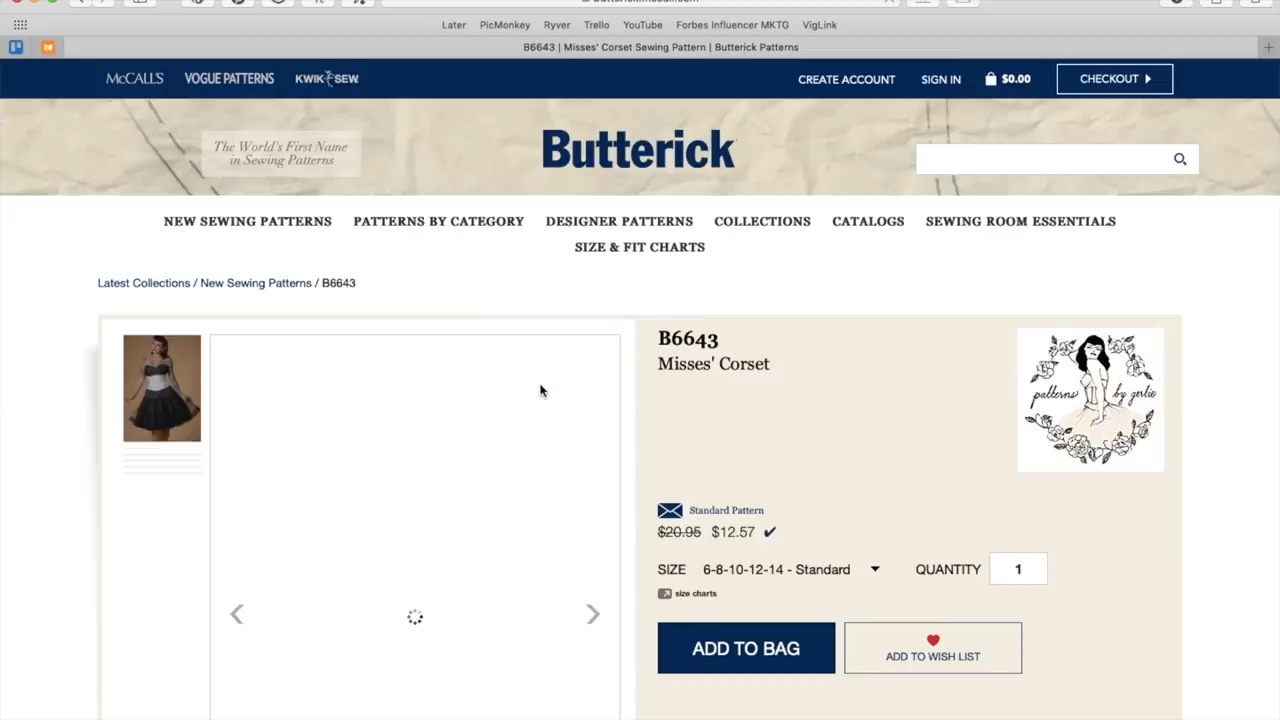 Later PicMonkey Ryver Trello YouTube Forbes Influencer MKTG VigLink
B6643 | Misses' Corset Sewing Pattern | Butterick Patterns
McCALL'S VOGUE PATTERNS KWIK SEW CREATE ACCOUNT SIGN IN $0.00 CHECKOUT
The World's First Name
in Sewing Patterns
Butterick
NEW SEWING PATTERNS PATTERNS BY CATEGORY DESIGNER PATTERNS COLLECTIONS CATALOGS SEWING ROOM ESSENTIALS
SIZE & FIT CHARTS
Latest Collections / New Sewing Patterns / B6643
B6643
Misses' Corset
patterns by gertie
Standard Pattern
$20.95 $12.57
SIZE 6-8-10-12-14 - Standard QUANTITY 1
size charts
ADD TO BAG
ADD TO WISH LIST